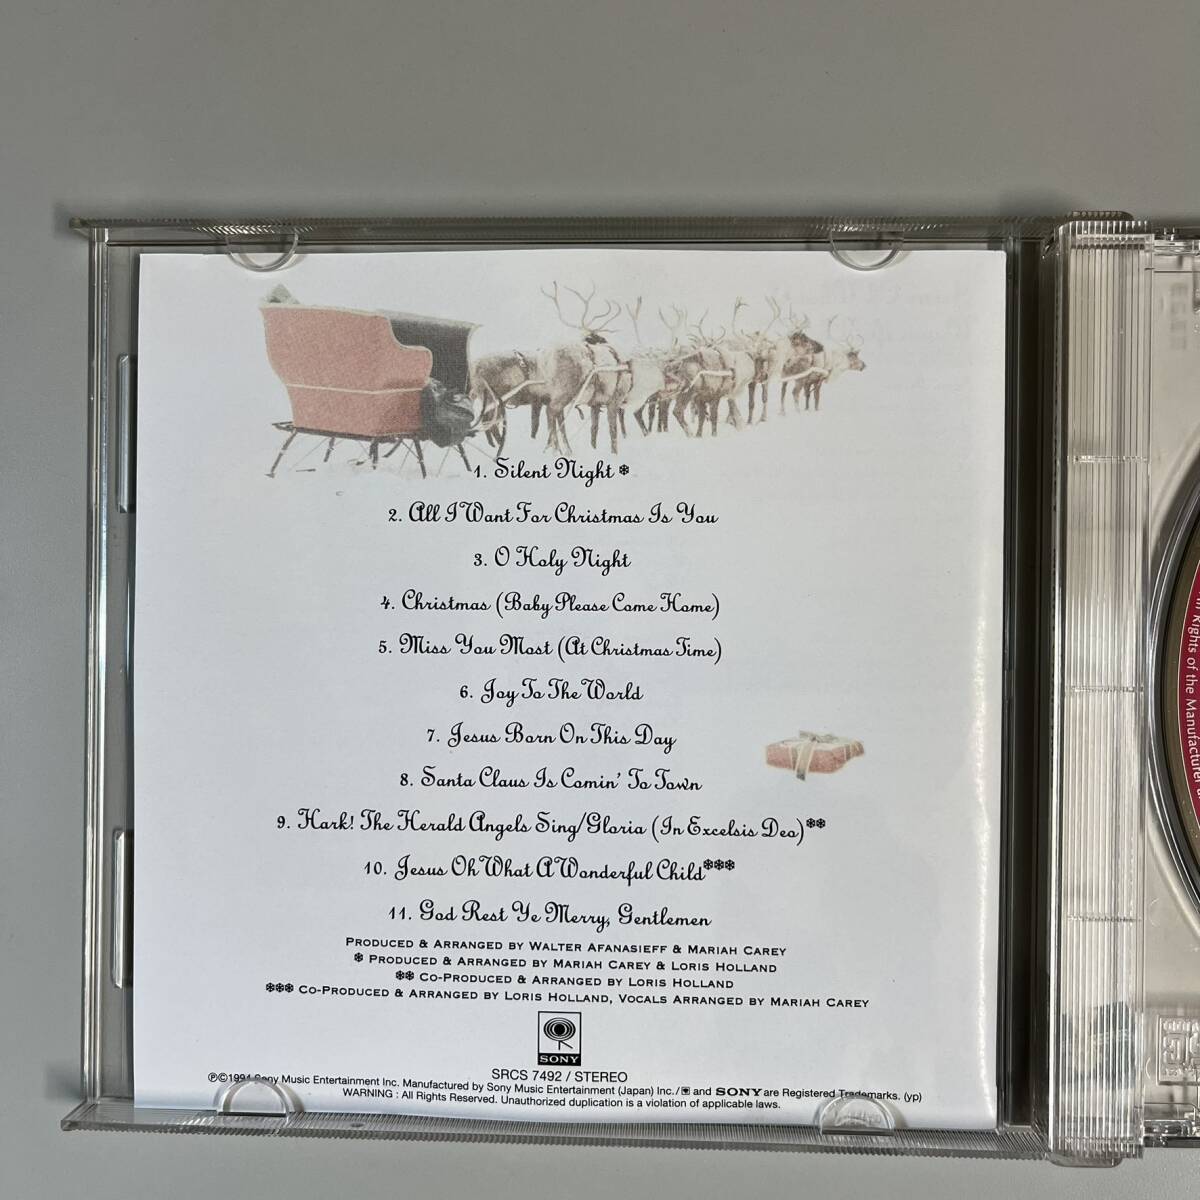 1. Silent Night ❄
2. All I Want For Christmas Is You
3. O Holy Night
4. Christmas (Baby Please Come Home)
5. Miss You Most (At Christmas Time)
6. Joy To The World
7. Jesus Born On This Day
8. Santa Claus Is Comin' To Town
9. Hark! The Herald Angels Sing/Gloria (In Excelsis Deo)❄❄
10. Jesus Oh What A Wonderful Child❄❄❄
11. God Rest Ye Merry, Gentlemen
PRODUCED & ARRANGED BY WALTER AFANASIEFF & MARIAH CAREY
❄ PRODUCED & ARRANGED BY MARIAH CAREY & LORIS HOLLAND
❄❄ CO-PRODUCED & ARRANGED BY LORIS HOLLAND
❄❄❄ CO-PRODUCED & ARRANGED BY LORIS HOLLAND, VOCALS ARRANGED BY MARIAH CAREY
SONY
SRCS 7492 / STEREO
℗©1994 Sony Music Entertainment Inc. Manufactured by Sony Music Entertainment (Japan) Inc./ and SONY are Registered Trademarks. (yp)
WARNING : All Rights Reserved. Unauthorized duplication is a violation of applicable laws.
Rights of the Manufacturer